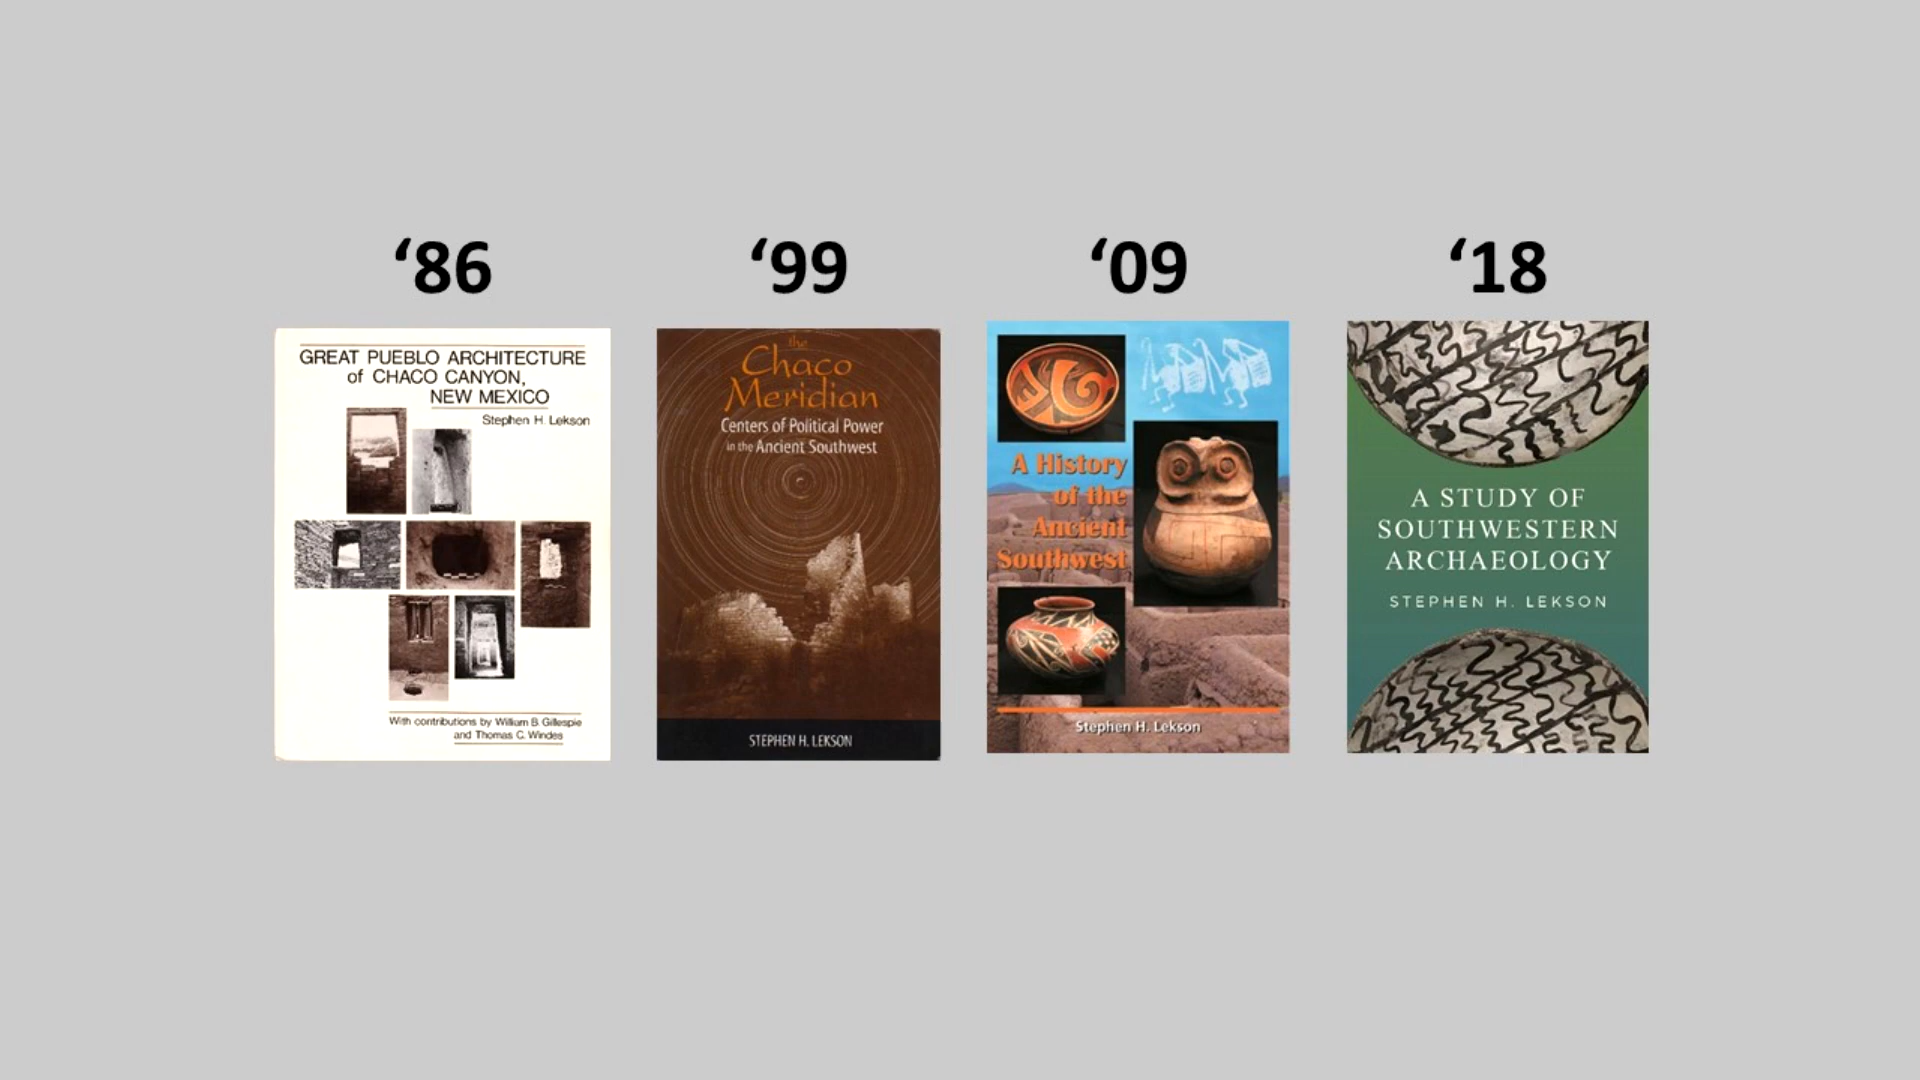 ‘86
‘99
‘09
‘18
GREAT PUEBLO ARCHITECTURE
of CHACO CANYON,
NEW MEXICO
Stephen H. Lekson
With contributions by William B. Gillespie
and Thomas C. Windes
the
Chaco
Meridian
Centers of Political Power
in the Ancient Southwest
STEPHEN H. LEKSON
A History
of the
Ancient
Southwest
Stephen H. Lekson
A STUDY OF
SOUTHWESTERN
ARCHAEOLOGY
STEPHEN H. LEKSON